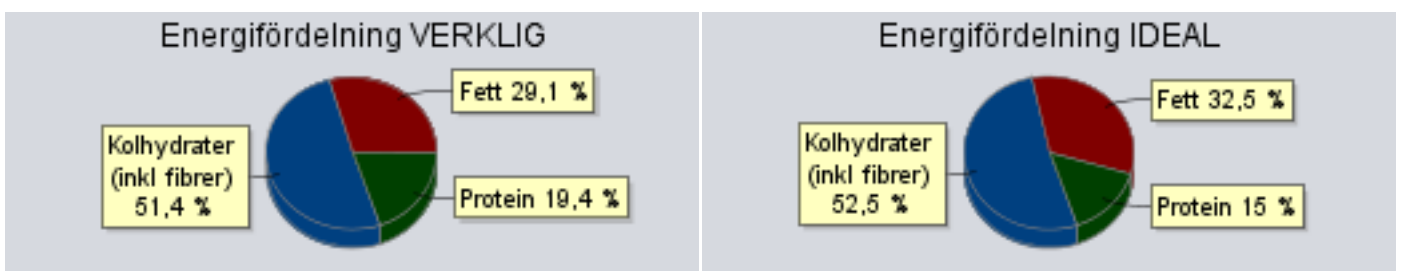 Energifördelning VERKLIG
Fett 29,1 %
Kolhydrater
(inkl fibrer)
51,4 %
Protein 19,4 %
Energifördelning IDEAL
Fett 32,5 %
Kolhydrater
(inkl fibrer)
52,5 %
Protein 15 %